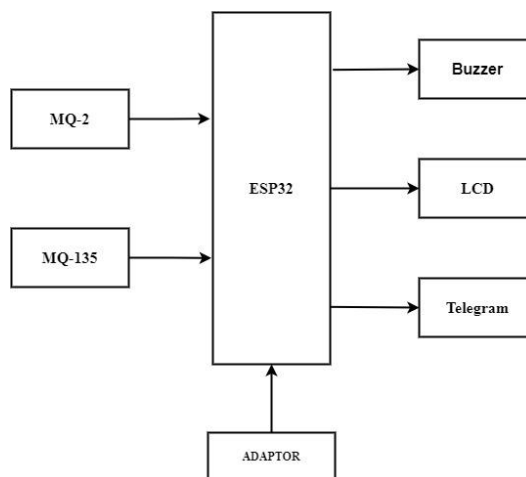 Buzzer
MQ-2
ESP32
LCD
MQ-135
Telegram
ADAPTOR